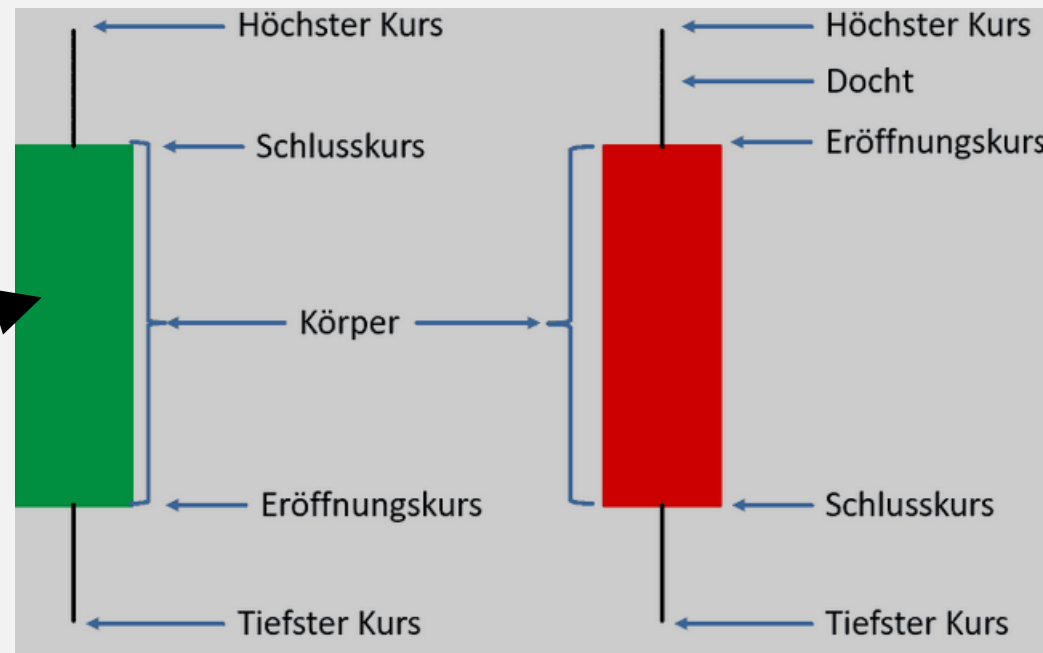 Höchster Kurs
Höchster Kurs
Docht
Schlusskurs
Eröffnungskurs
Körper
Eröffnungskurs
Schlusskurs
Tiefster Kurs
Tiefster Kurs